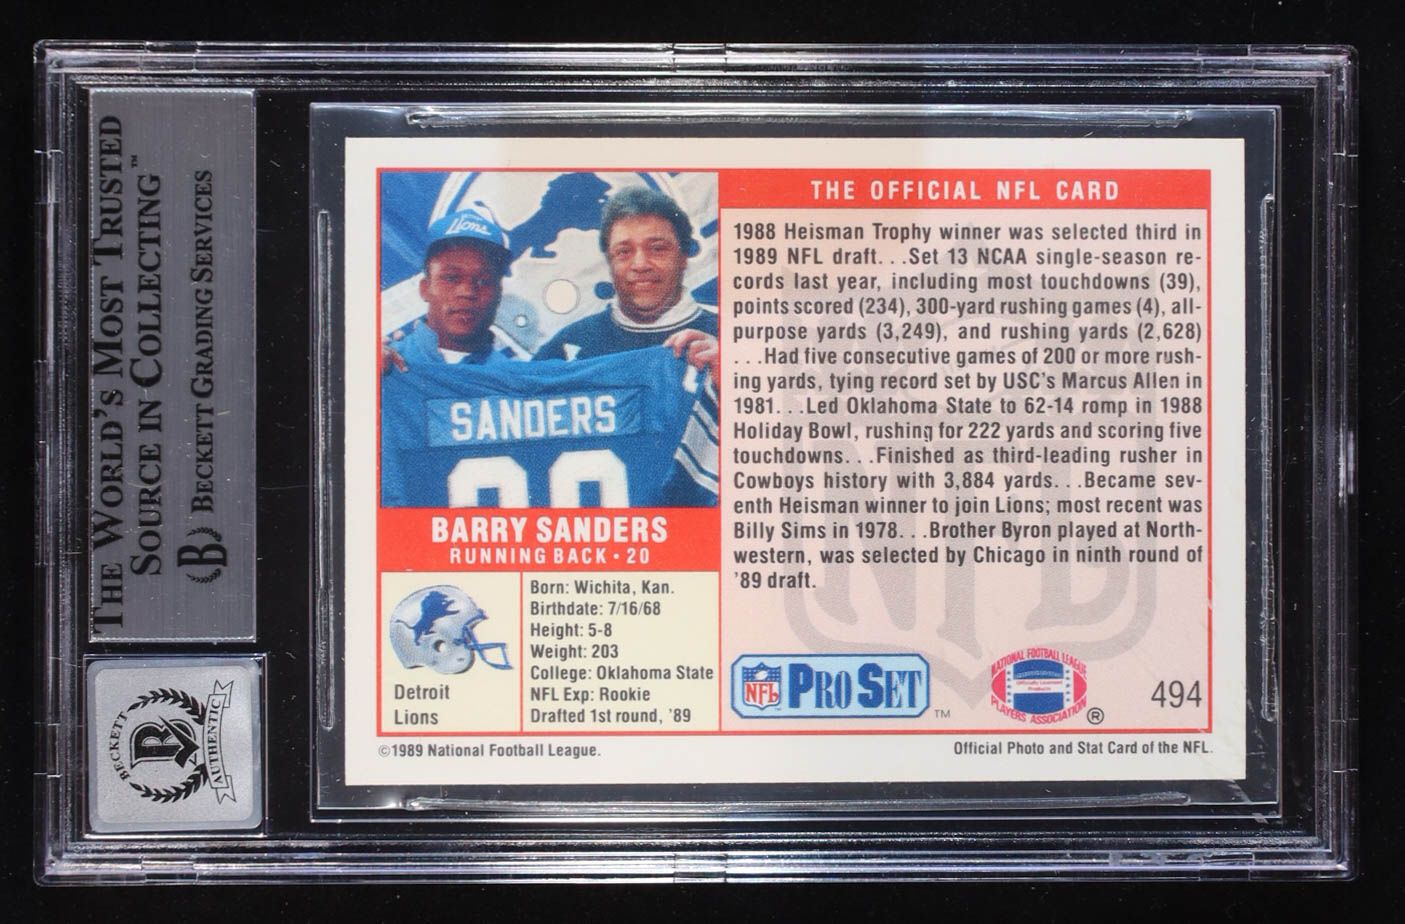 THE WORLD'S MOST TRUSTED
SOURCE IN COLLECTING™
B BECKETT GRADING SERVICES
BECKETT
B
AUTHENTIC
Lions
SANDERS
20
BARRY SANDERS
RUNNING BACK • 20
Detroit
Lions
Born: Wichita, Kan.
Birthdate: 7/16/68
Height: 5-8
Weight: 203
College: Oklahoma State
NFL Exp: Rookie
Drafted 1st round, '89
THE OFFICIAL NFL CARD
1988 Heisman Trophy winner was selected third in
1989 NFL draft. . .Set 13 NCAA single-season re-
cords last year, including most touchdowns (39),
points scored (234), 300-yard rushing games (4), all-
purpose yards (3,249), and rushing yards (2,628)
. . .Had five consecutive games of 200 or more rush-
ing yards, tying record set by USC's Marcus Allen in
1981. . .Led Oklahoma State to 62-14 romp in 1988
Holiday Bowl, rushing for 222 yards and scoring five
touchdowns. . .Finished as third-leading rusher in
Cowboys history with 3,884 yards. . .Became sev-
enth Heisman winner to join Lions; most recent was
Billy Sims in 1978. . .Brother Byron played at North-
western, was selected by Chicago in ninth round of
'89 draft.
NFL
NFL PRO SET ™
NATIONAL FOOTBALL LEAGUE
Officially Licensed
Products
PLAYERS ASSOCIATION ®
494
©1989 National Football League.
Official Photo and Stat Card of the NFL.